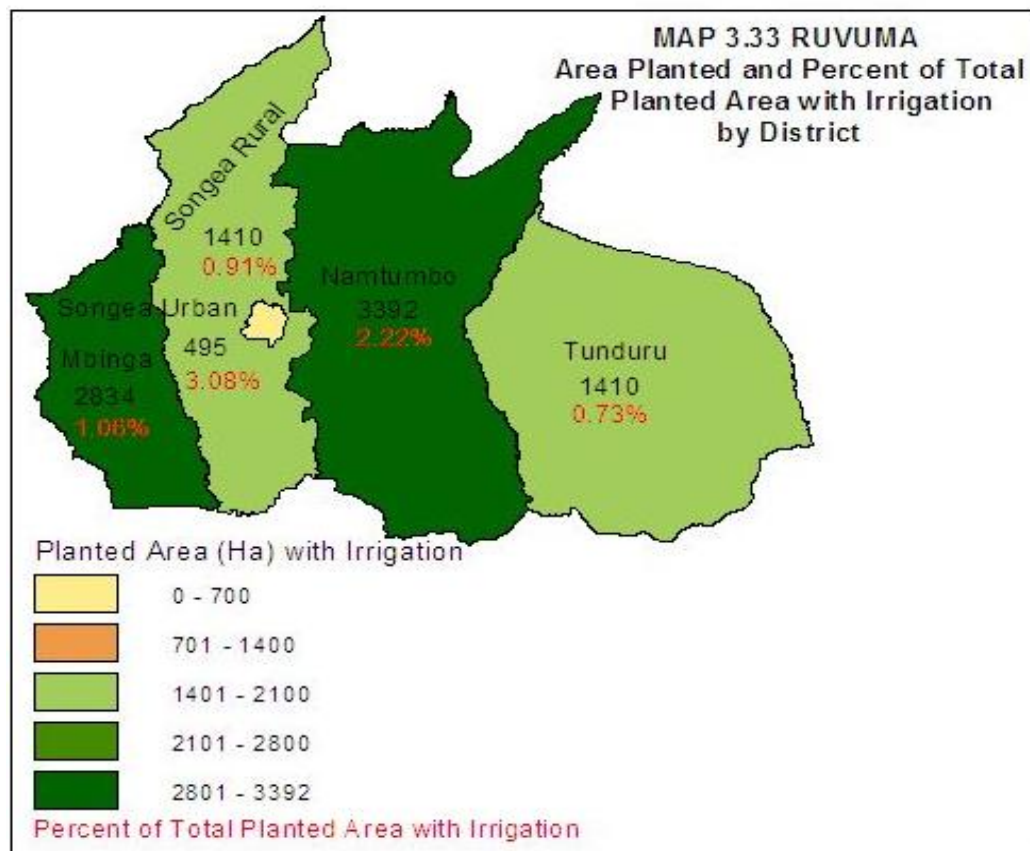 MAP 3.33 RUVUMA
Area Planted and Percent of Total
Planted Area with Irrigation
by District
Songea Rural
1410
0.91%
Songea Urban
495
3.08%
Mbinga
2834
1.06%
Namtumbo
3392
2.22%
Tunduru
1410
0.73%
Planted Area (Ha) with Irrigation
0 - 700
701 - 1400
1401 - 2100
2101 - 2800
2801 - 3392
Percent of Total Planted Area with Irrigation